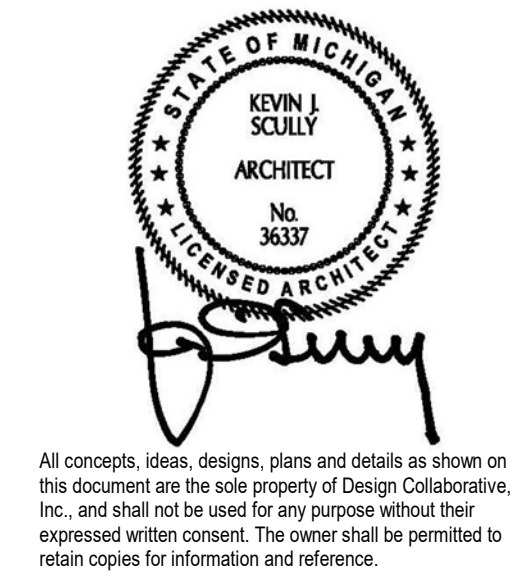 STATE OF MICHIGAN
KEVIN J.
SCULLY
ARCHITECT
No.
36337
LICENSED ARCHITECT
All concepts, ideas, designs, plans and details as shown on
this document are the sole property of Design Collaborative,
Inc., and shall not be used for any purpose without their
expressed written consent. The owner shall be permitted to
retain copies for information and reference.